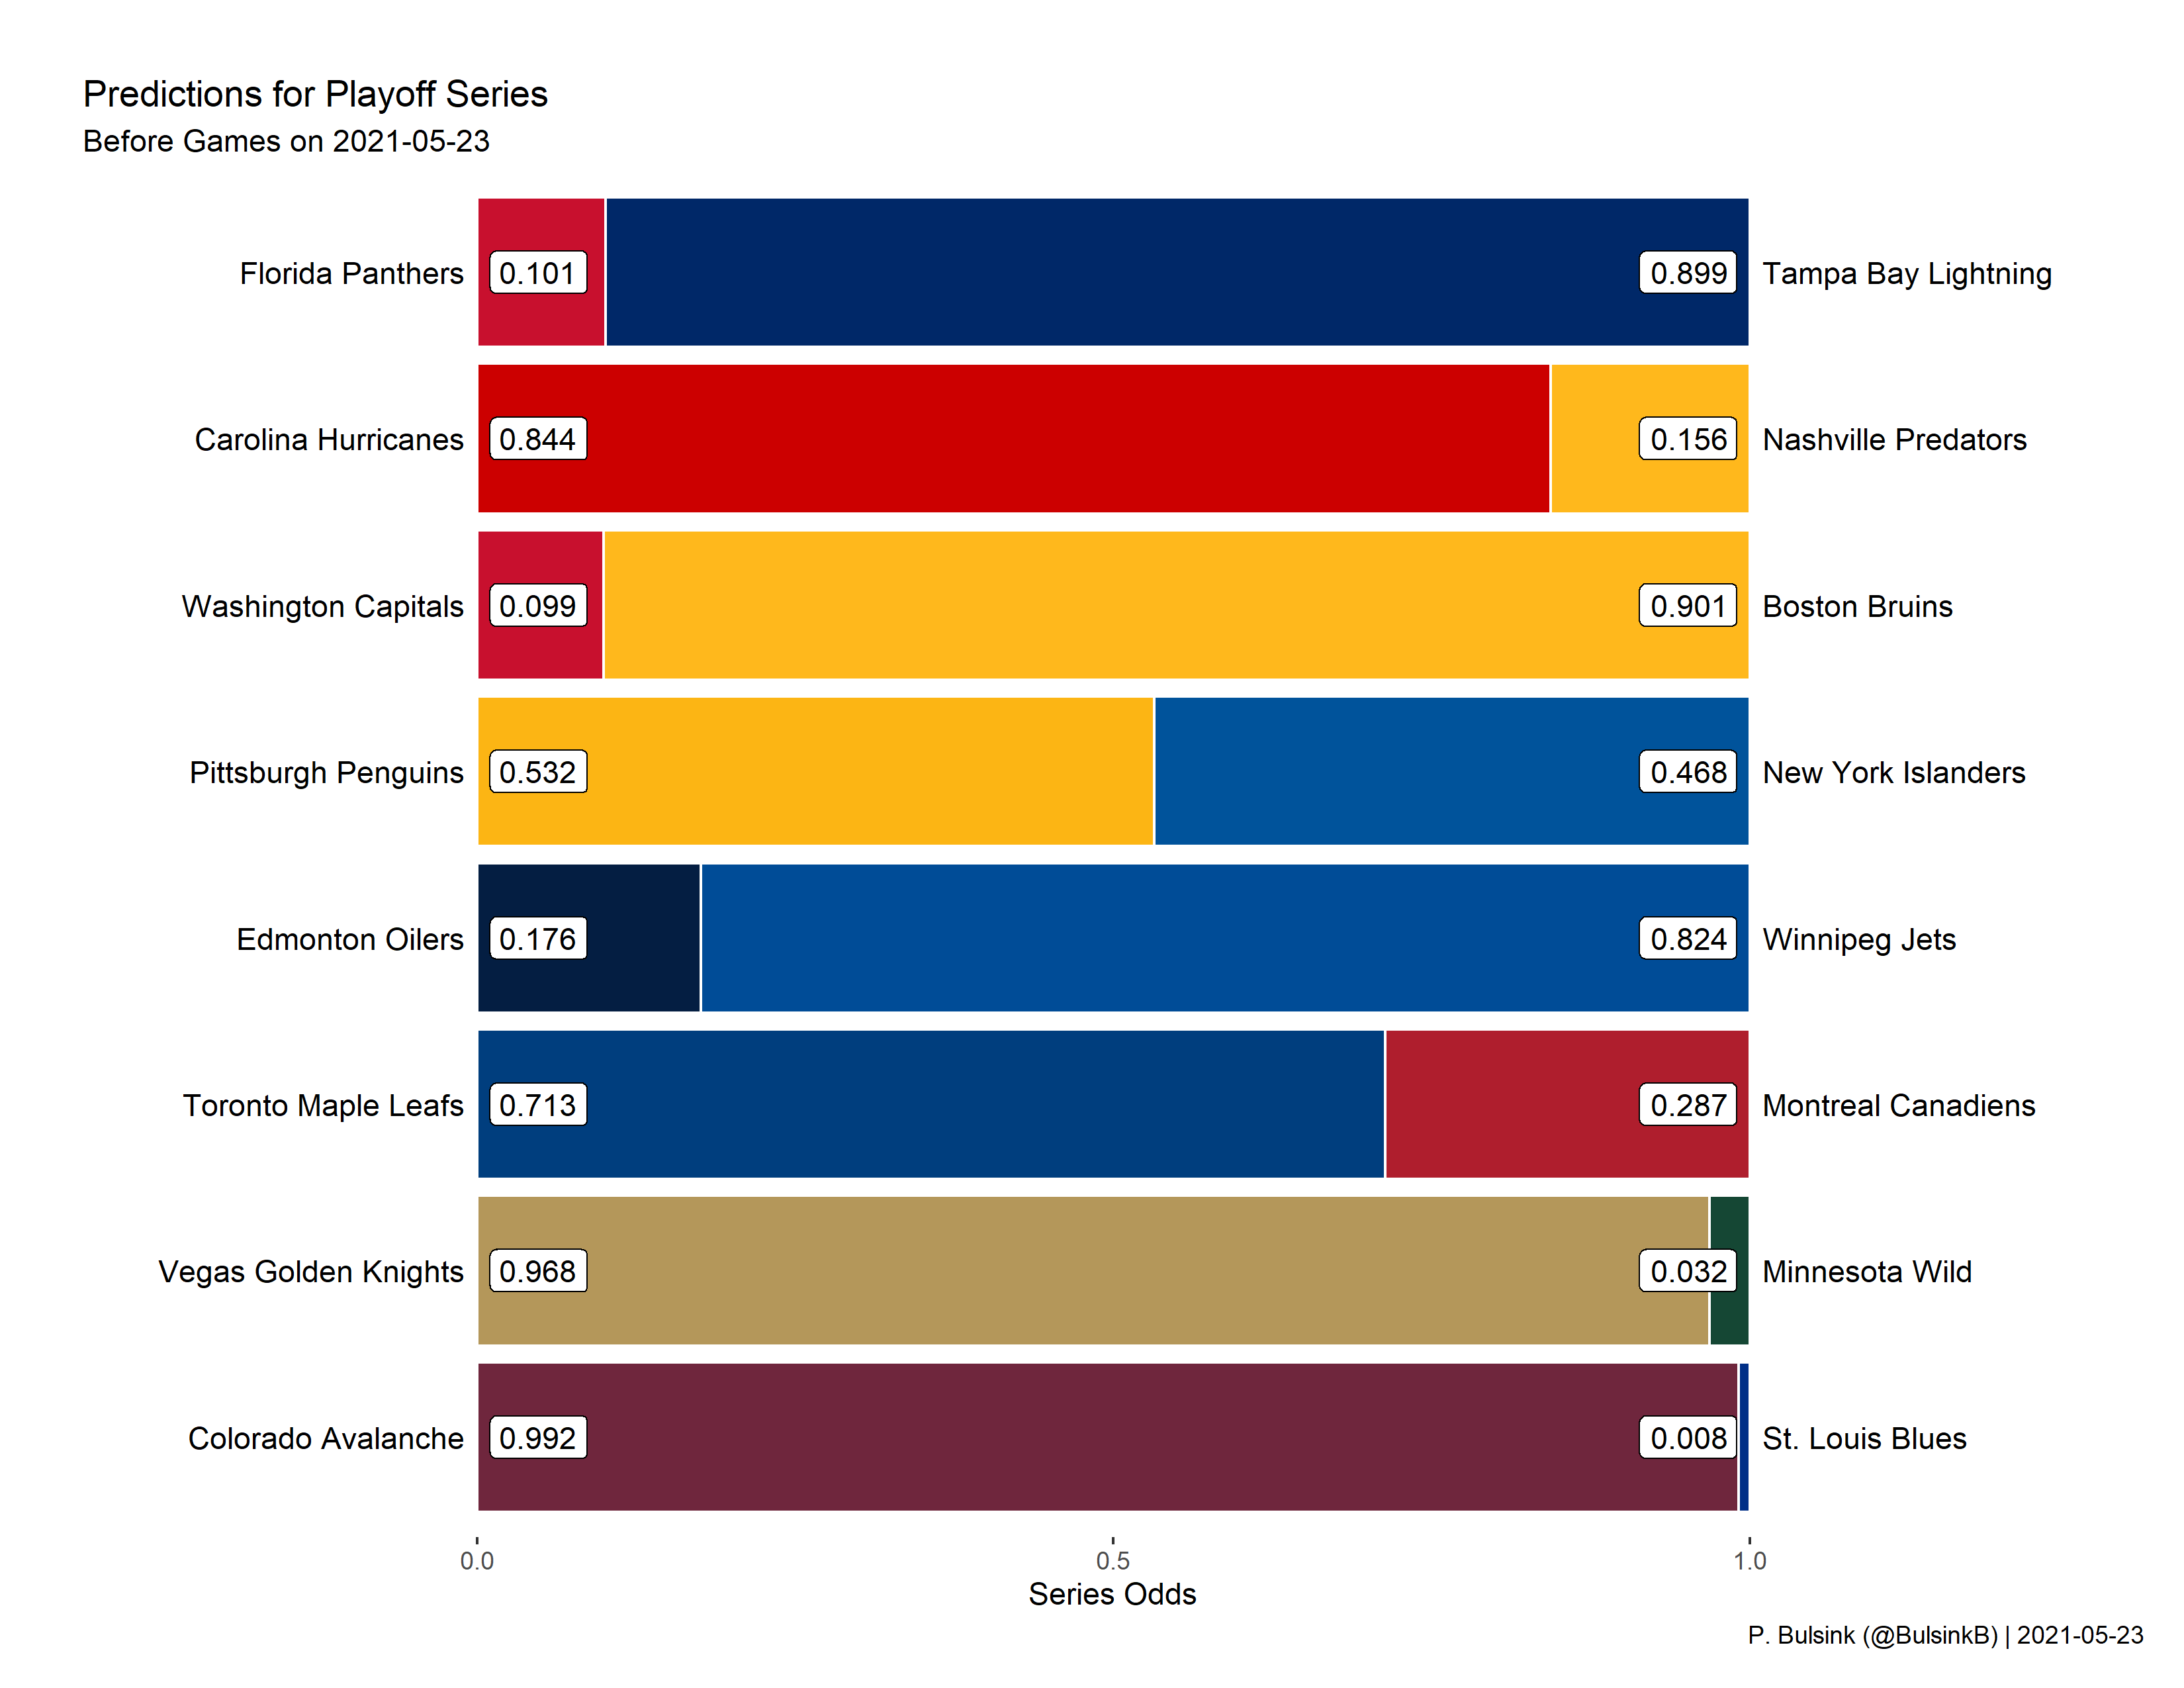 Predictions for Playoff Series
Before Games on 2021-05-23
Florida Panthers 0.101 0.899 Tampa Bay Lightning
Carolina Hurricanes 0.844 0.156 Nashville Predators
Washington Capitals 0.099 0.901 Boston Bruins
Pittsburgh Penguins 0.532 0.468 New York Islanders
Edmonton Oilers 0.176 0.824 Winnipeg Jets
Toronto Maple Leafs 0.713 0.287 Montreal Canadiens
Vegas Golden Knights 0.968 0.032 Minnesota Wild
Colorado Avalanche 0.992 0.008 St. Louis Blues
0.0 0.5 1.0
Series Odds
P. Bulsink (@BulsinkB) | 2021-05-23